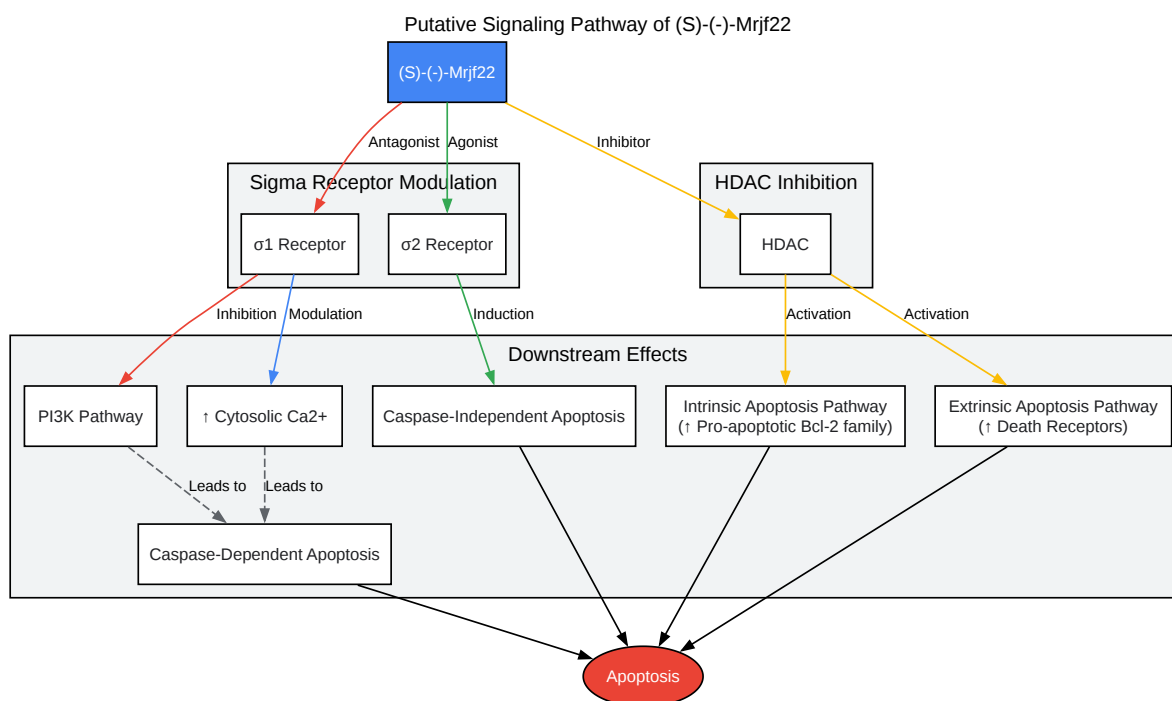 Putative Signaling Pathway of (S)-(-)-Mrjf22
(S)-(-)-Mrjf22
Antagonist
Agonist
Inhibitor
Sigma Receptor Modulation
HDAC Inhibition
σ1 Receptor
σ2 Receptor
HDAC
Inhibition
Modulation
Induction
Activation
Activation
Downstream Effects
PI3K Pathway
↑ Cytosolic Ca2+
Caspase-Independent Apoptosis
Intrinsic Apoptosis Pathway
(↑ Pro-apoptotic Bcl-2 family)
Extrinsic Apoptosis Pathway
(↑ Death Receptors)
Leads to
Leads to
Caspase-Dependent Apoptosis
Apoptosis